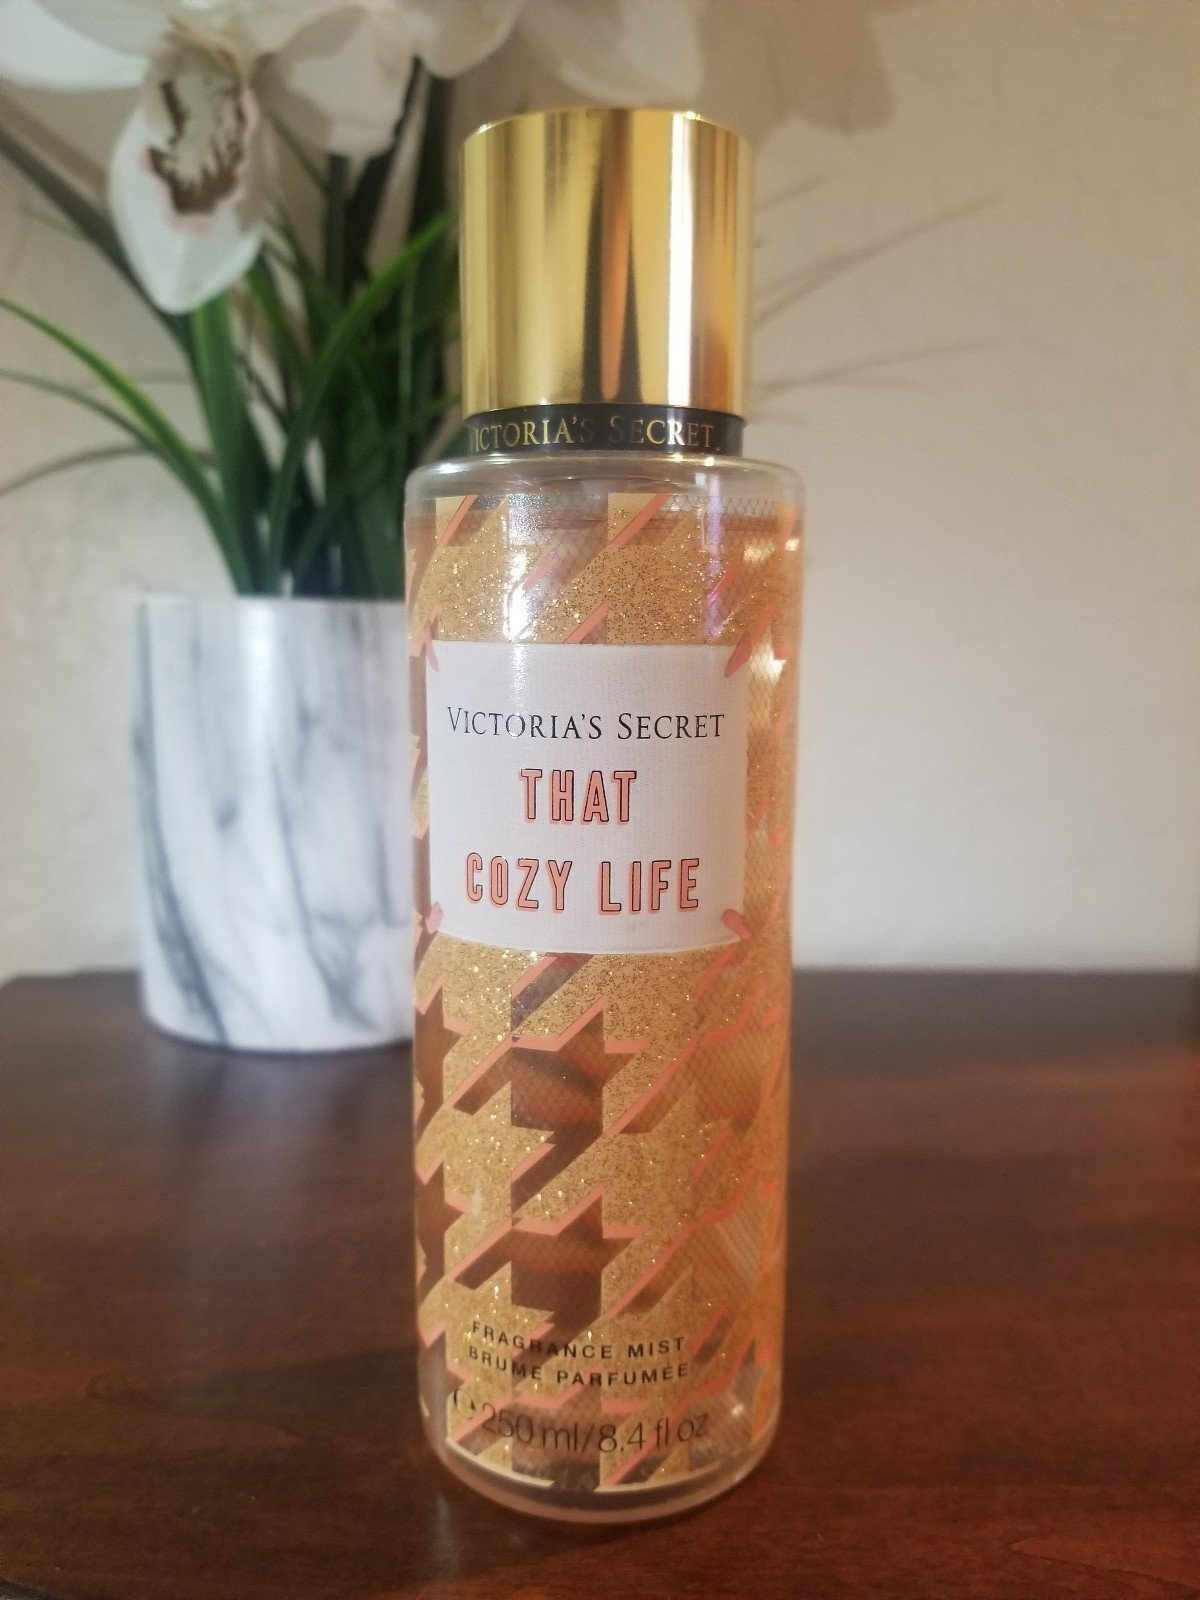 VICTORIA'S SECRET
VICTORIA'S SECRET
THAT
COZY LIFE
FRAGRANCE MIST
BRUME PARFUMÉE
℮ 250 ml/8.4 fl oz